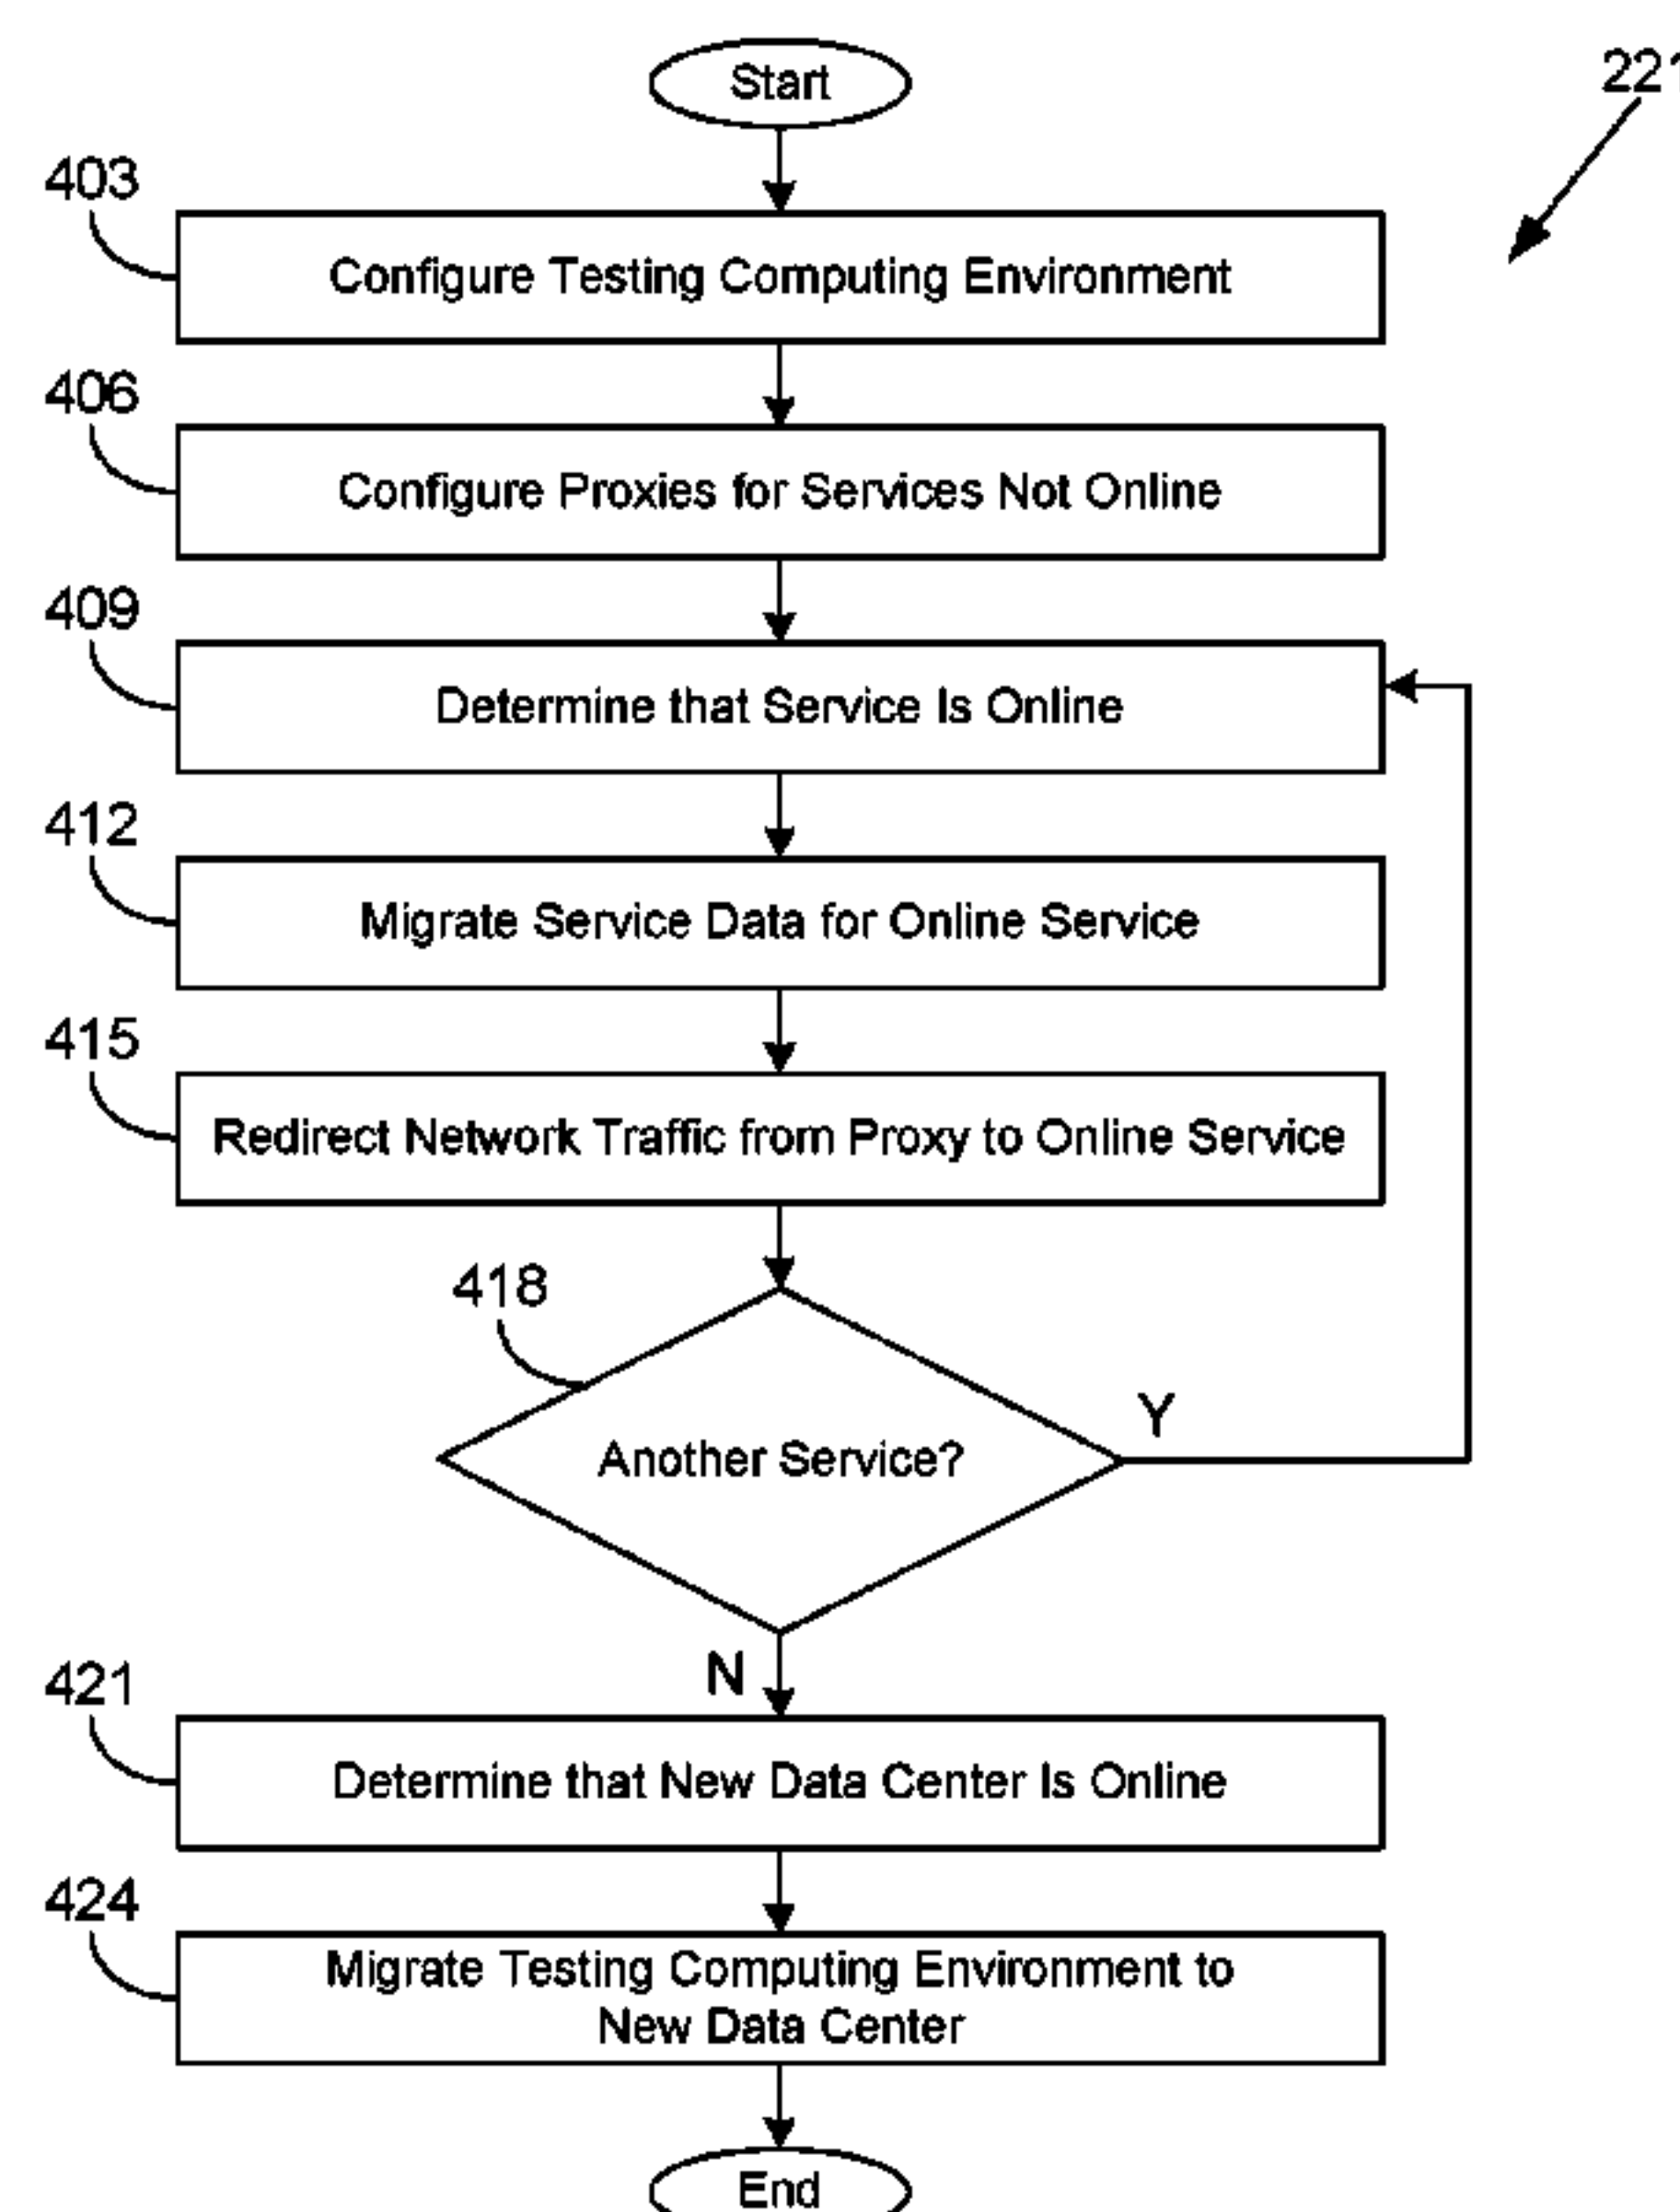 Start
221
403
Configure Testing Computing Environment
406
Configure Proxies for Services Not Online
409
Determine that Service Is Online
412
Migrate Service Data for Online Service
415
Redirect Network Traffic from Proxy to Online Service
418
Another Service?
Y
N
421
Determine that New Data Center Is Online
424
Migrate Testing Computing Environment to
New Data Center
End